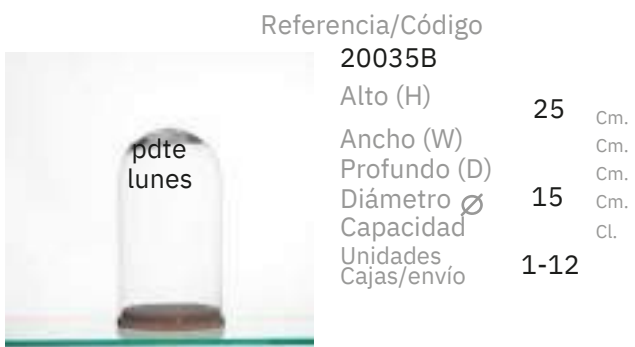 Referencia/Código
20035B
pdte
lunes
Alto (H) 25 Cm.
Ancho (W) Cm.
Profundo (D) Cm.
Diámetro ⌀ 15 Cm.
Capacidad Cl.
Unidades
Cajas/envío 1-12